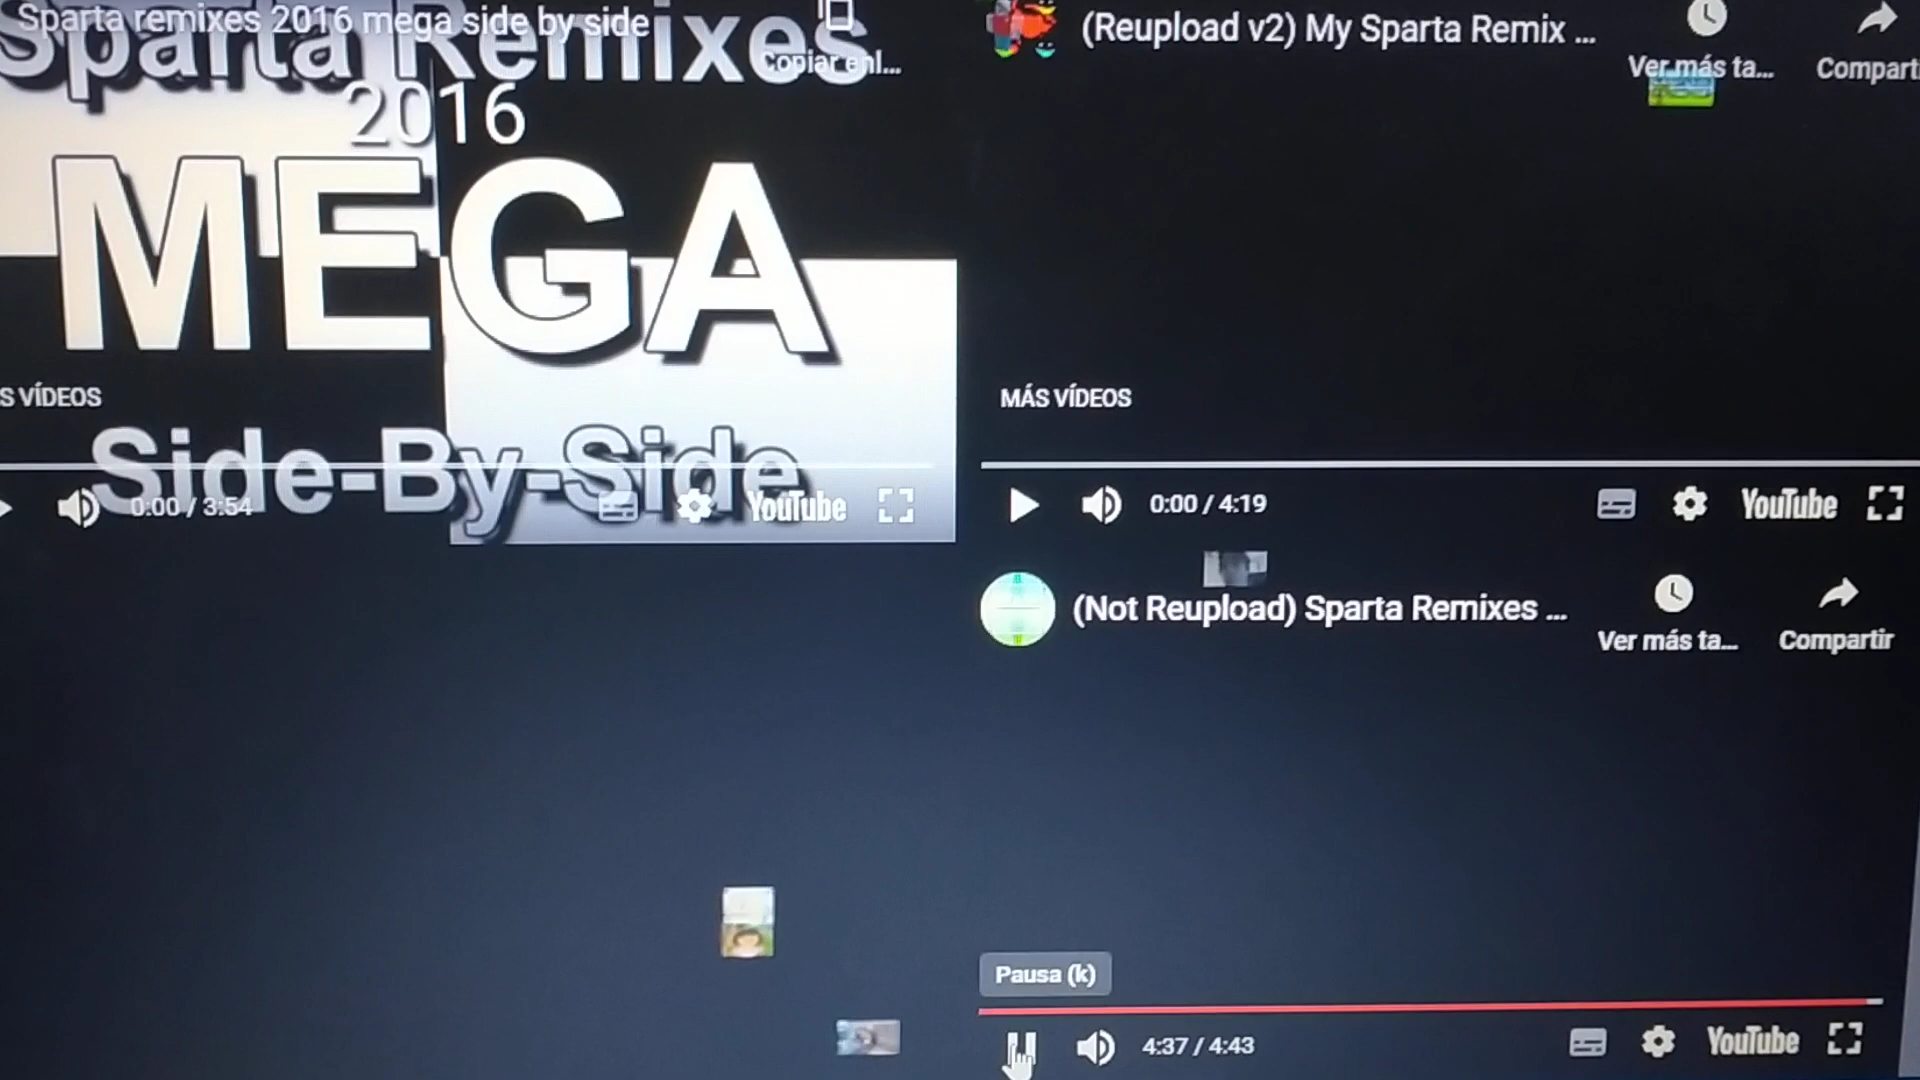 Sparta remixes 2016 mega side by side
Sparta Remixes
Copiar enl...
2016
MEGA
S VÍDEOS
Side-By-Side
0:00 / 3:54
YouTube
(Reupload v2) My Sparta Remix ...
Ver más ta...
Comparti
MÁS VÍDEOS
0:00 / 4:19
YouTube
(Not Reupload) Sparta Remixes ...
Ver más ta...
Compartir
Pausa (k)
4:37 / 4:43
YouTube